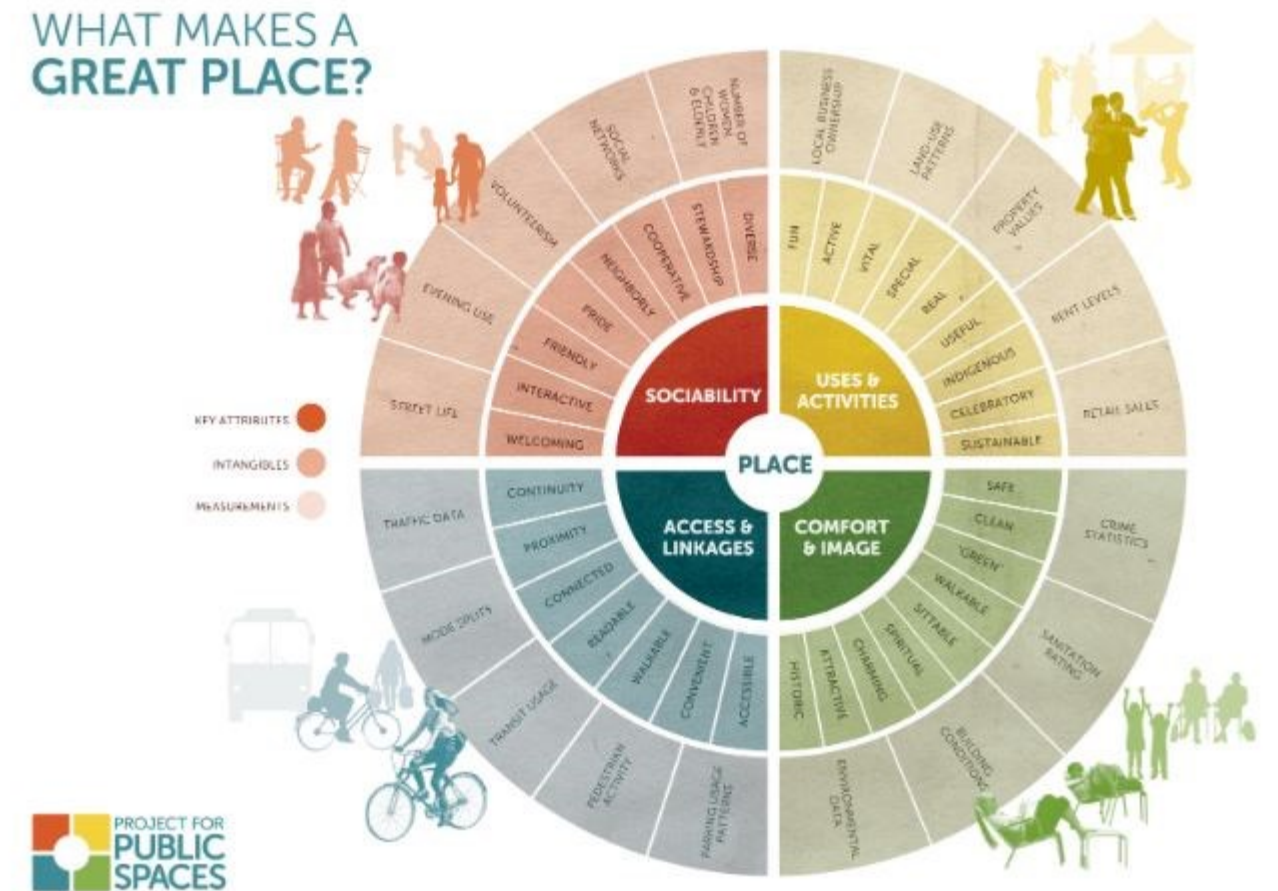 WHAT MAKES A
GREAT PLACE?
NUMBER OF
WOMEN
CHILDREN
& ELDERLY
SOCIAL
NETWORKS
VOLUNTEERISM
EVENING USE
STREET LIFE
DIVERSE
STEWARDSHIP
COOPERATIVE
NEIGHBORLY
PRIDE
FRIENDLY
INTERACTIVE
WELCOMING
SOCIABILITY
LOCAL BUSINESS
OWNERSHIP
LAND-USE
PATTERNS
PROPERTY
VALUES
RENT LEVELS
RETAIL SALES
FUN
ACTIVE
VITAL
SPECIAL
REAL
USEFUL
INDIGENOUS
CELEBRATORY
SUSTAINABLE
USES &
ACTIVITIES
PLACE
KEY ATTRIBUTES
INTANGIBLES
MEASUREMENTS
ACCESS &
LINKAGES
CONTINUITY
PROXIMITY
CONNECTED
READABLE
WALKABLE
CONVENIENT
ACCESSIBLE
TRAFFIC DATA
MODE SPLITS
TRANSIT USAGE
PEDESTRIAN
ACTIVITY
PARKING USAGE
PATTERNS
COMFORT
& IMAGE
SAFE
CLEAN
"GREEN"
WALKABLE
SITTABLE
SPIRITUAL
CHARMING
ATTRACTIVE
HISTORIC
CRIME
STATISTICS
SANITATION
RATING
BUILDING
CONDITIONS
ENVIRONMENTAL
DATA
PROJECT FOR
PUBLIC
SPACES